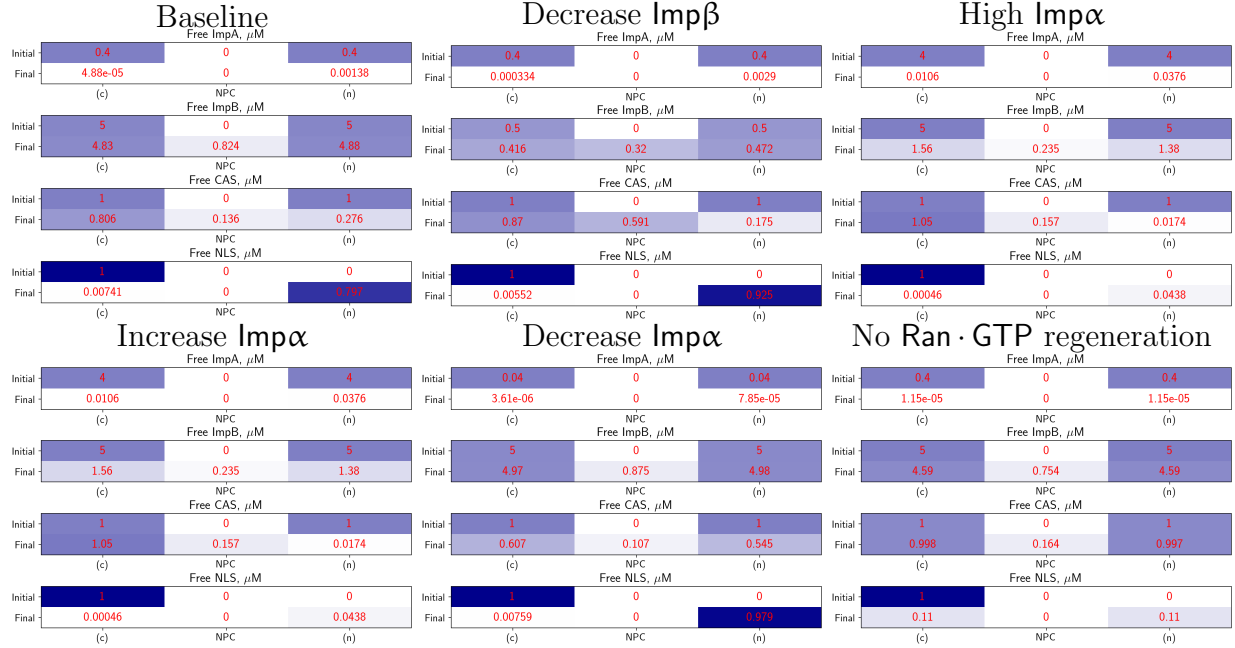 Baseline
Free ImpA, μM
Initial 0.4 0 0.4
Final 4.88e-05 0 0.00138
(c) NPC (n)
Free ImpB, μM
Initial 5 0 5
Final 4.83 0.824 4.88
(c) NPC (n)
Free CAS, μM
Initial 1 0 1
Final 0.806 0.136 0.276
(c) NPC (n)
Free NLS, μM
Initial 1 0 0
Final 0.00741 0
(c) NPC (n)
Decrease Impβ
Free ImpA, μM
Initial 0.4 0 0.4
Final 0.000334 0 0.0029
(c) NPC (n)
Free ImpB, μM
Initial 0.5 0 0.5
Final 0.416 0.32 0.472
(c) NPC (n)
Free CAS, μM
Initial 1 0 1
Final 0.87 0.591 0.175
(c) NPC (n)
Free NLS, μM
Initial 1 0 0
Final 0.00552 0 0.925
(c) NPC (n)
High Impα
Free ImpA, μM
Initial 4 0 4
Final 0.0106 0 0.0376
(c) NPC (n)
Free ImpB, μM
Initial 5 0 5
Final 1.56 0.235 1.38
(c) NPC (n)
Free CAS, μM
Initial 1 0 1
Final 1.05 0.157 0.0174
(c) NPC (n)
Free NLS, μM
Initial 1 0 0
Final 0.00046 0 0.0438
(c) NPC (n)
Increase Impα
Free ImpA, μM
Initial 4 0 4
Final 0.0106 0 0.0376
(c) NPC (n)
Free ImpB, μM
Initial 5 0 5
Final 1.56 0.235 1.38
(c) NPC (n)
Free CAS, μM
Initial 1 0 1
Final 1.05 0.157 0.0174
(c) NPC (n)
Free NLS, μM
Initial 1 0 0
Final 0.00046 0 0.0438
(c) NPC (n)
Decrease Impα
Free ImpA, μM
Initial 0.04 0 0.04
Final 3.61e-06 0 7.85e-05
(c) NPC (n)
Free ImpB, μM
Initial 5 0 5
Final 4.97 0.875 4.98
(c) NPC (n)
Free CAS, μM
Initial 1 0 1
Final 0.607 0.107 0.545
(c) NPC (n)
Free NLS, μM
Initial 1 0 0
Final 0.00759 0 0.979
(c) NPC (n)
No Ran · GTP regeneration
Free ImpA, μM
Initial 0.4 0 0.4
Final 1.15e-05 0 1.15e-05
(c) NPC (n)
Free ImpB, μM
Initial 5 0 5
Final 4.59 0.754 4.59
(c) NPC (n)
Free CAS, μM
Initial 1 0 1
Final 0.998 0.164 0.997
(c) NPC (n)
Free NLS, μM
Initial 1 0 0
Final 0.11 0 0.11
(c) NPC (n)